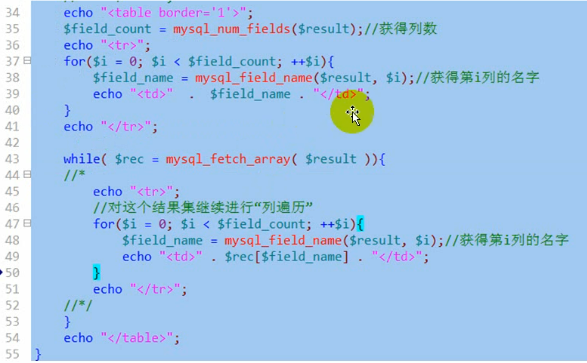 34 echo "<table border='1'>";
35 $field_count = mysql_num_fields($result);//获得列数
36 echo "<tr>";
37 for($i = 0; $i < $field_count; ++$i){
38 $field_name = mysql_field_name($result, $i);//获得第i列的名字
39 echo "<td>" . $field_name . "</td>";
40 }
41 echo "</tr>";
42
43 while( $rec = mysql_fetch_array( $result )){
44 //*
45 echo "<tr>";
46 //对这个结果集继续进行“列遍历”
47 for($i = 0; $i < $field_count; ++$i){
48 $field_name = mysql_field_name($result, $i);//获得第i列的名字
49 echo "<td>" . $rec[$field_name] . "</td>";
50 }
51 echo "</tr>";
52 //*/
53 }
54 echo "</table>";
55 }